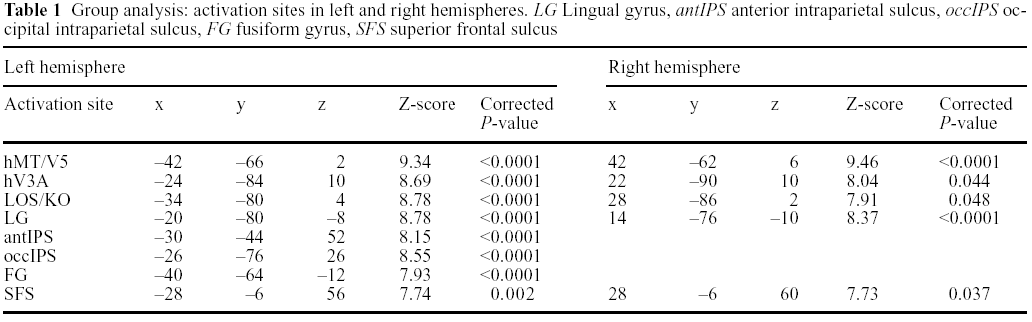 Table 1 Group analysis: activation sites in left and right hemispheres. LG Lingual gyrus, antIPS anterior intraparietal sulcus, occIPS oc-
cipital intraparietal sulcus, FG fusiform gyrus, SFS superior frontal sulcus
Left hemisphere Right hemisphere
Activation site x y z Z-score Corrected x y z Z-score Corrected
P-value P-value
hMT/V5 –42 –66 2 9.34 <0.0001 42 –62 6 9.46 <0.0001
hV3A –24 –84 10 8.69 <0.0001 22 –90 10 8.04 0.044
LOS/KO –34 –80 4 8.78 <0.0001 28 –86 2 7.91 0.048
LG –20 –80 –8 8.78 <0.0001 14 –76 –10 8.37 <0.0001
antIPS –30 –44 52 8.15 <0.0001
occIPS –26 –76 26 8.55 <0.0001
FG –40 –64 –12 7.93 <0.0001
SFS –28 –6 56 7.74 0.002 28 –6 60 7.73 0.037